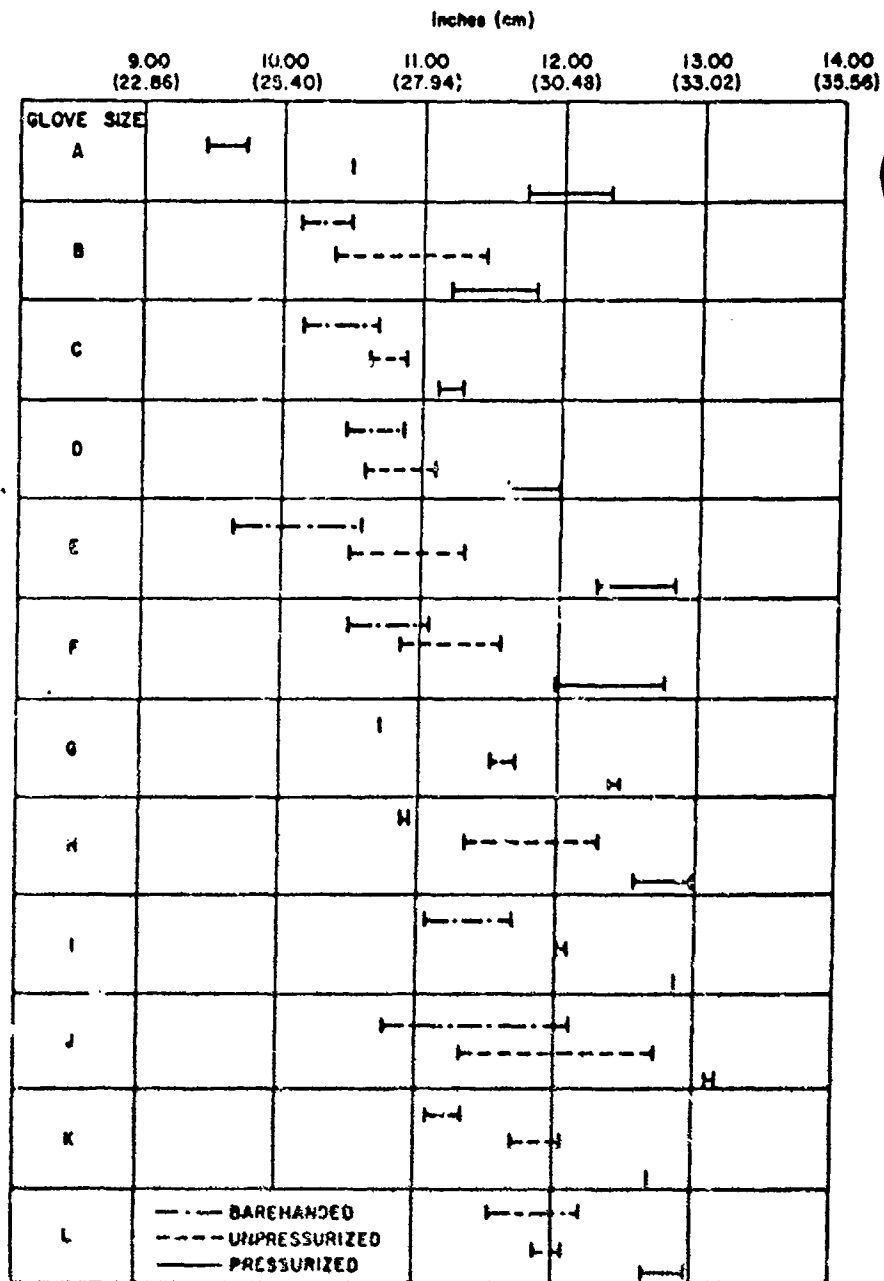 Inches (cm)
9.00 10.00 11.00 12.00 13.00 14.00
(22.86) (25.40) (27.94) (30.48) (33.02) (35.56)
GLOVE SIZE
A
B
C
D
E
F
G
H
I
J
K
L
BAREHANDED
UNPRESSURIZED
PRESSURIZED